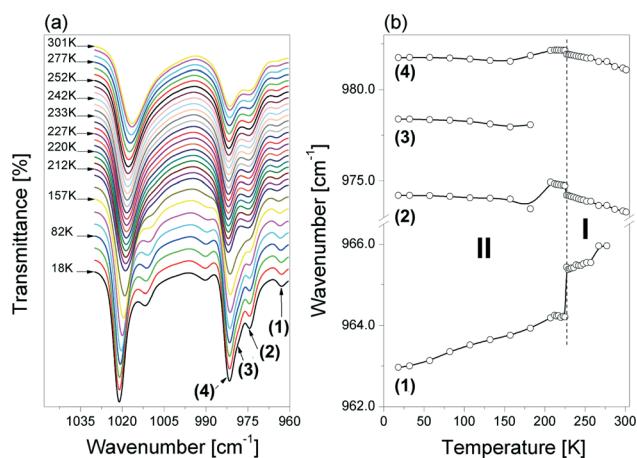 (a)
301K
277K
252K
242K
233K
227K
220K
212K
157K
82K
18K
(1)
(2)
(3)
(4)
Transmittance [%]
1035 1020 1005 990 975 960
Wavenumber [cm⁻¹]
(b)
980.0
975.0
966.0
964.0
962.0
Wavenumber [cm⁻¹]
(4)
(3)
(2)
(1)
II
I
0 50 100 150 200 250 300
Temperature [K]